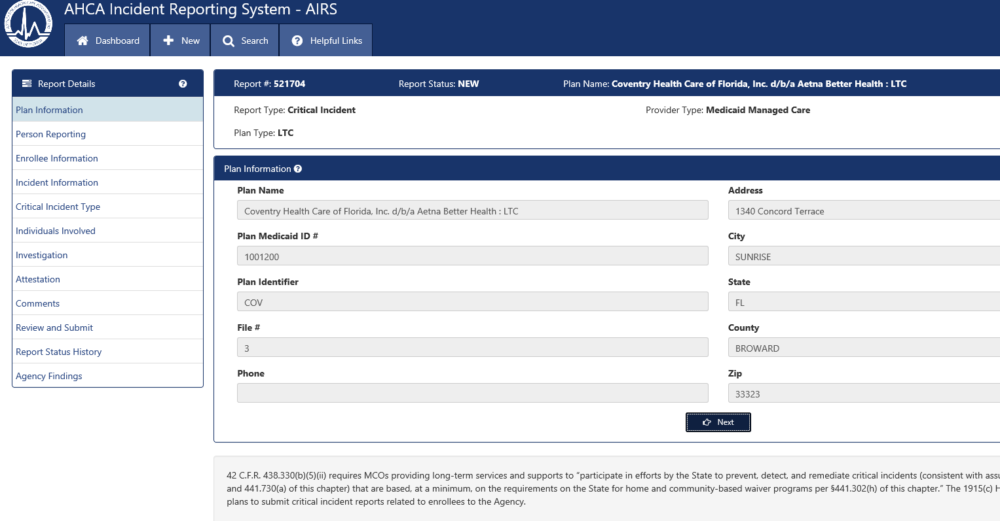 AHCA Incident Reporting System - AIRS
Dashboard New Search Helpful Links
Report Details
Plan Information
Person Reporting
Enrollee Information
Incident Information
Critical Incident Type
Individuals Involved
Investigation
Attestation
Comments
Review and Submit
Report Status History
Agency Findings
Report #: 521704 Report Status: NEW Plan Name: Coventry Health Care of Florida, Inc. d/b/a Aetna Better Health : LTC
Report Type: Critical Incident Provider Type: Medicaid Managed Care
Plan Type: LTC
Plan Information
Plan Name Address
Coventry Health Care of Florida, Inc. d/b/a Aetna Better Health : LTC 1340 Concord Terrace
Plan Medicaid ID # City
1001200 SUNRISE
Plan Identifier State
COV FL
File # County
3 BROWARD
Phone Zip
33323
Next
42 C.F.R. 438.330(b)(5)(ii) requires MCOs providing long-term services and supports to “participate in efforts by the State to prevent, detect, and remediate critical incidents (consistent with assu
and 441.730(a) of this chapter) that are based, at a minimum, on the requirements on the State for home and community-based waiver programs per §441.302(h) of this chapter.” The 1915(c) H
plans to submit critical incident reports related to enrollees to the Agency.